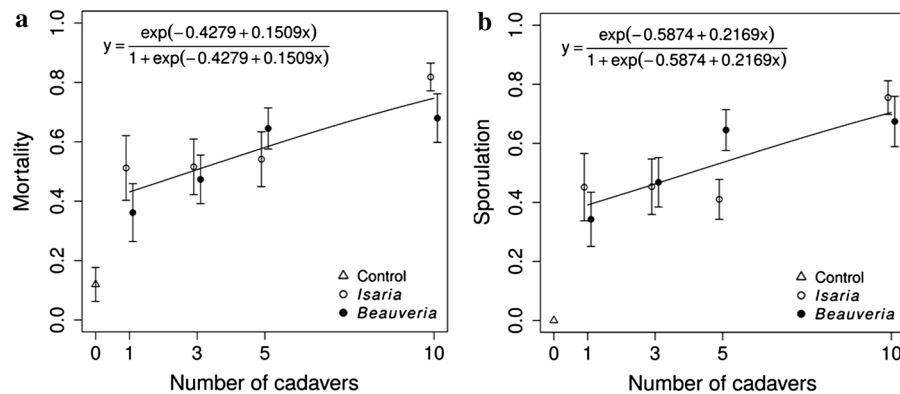 a
y = exp(−0.4279+0.1509x)
1+exp(−0.4279+0.1509x)
Mortality
1.0
0.8
0.6
0.4
0.2
0.0
Control
Isaria
Beauveria
0 1 3 5 10
Number of cadavers
b
y = exp(−0.5874+0.2169x)
1+exp(−0.5874+0.2169x)
Sporulation
1.0
0.8
0.6
0.4
0.2
0.0
Control
Isaria
Beauveria
0 1 3 5 10
Number of cadavers